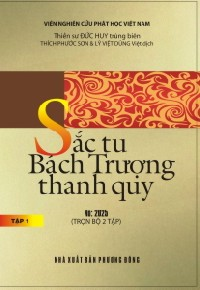 VIỆN NGHIÊN CỨU PHẬT HỌC VIỆT NAM
Thiền sư ĐỨC HUY trùng biên
THÍCH PHƯỚC SƠN & LÝ VIỆT DŨNG Việt dịch
Sắc tu
Bách Trượng
thanh quy
No: 2025
(TRỌN BỘ 2 TẬP)
TẬP 1
NHÀ XUẤT BẢN PHƯƠNG ĐÔNG